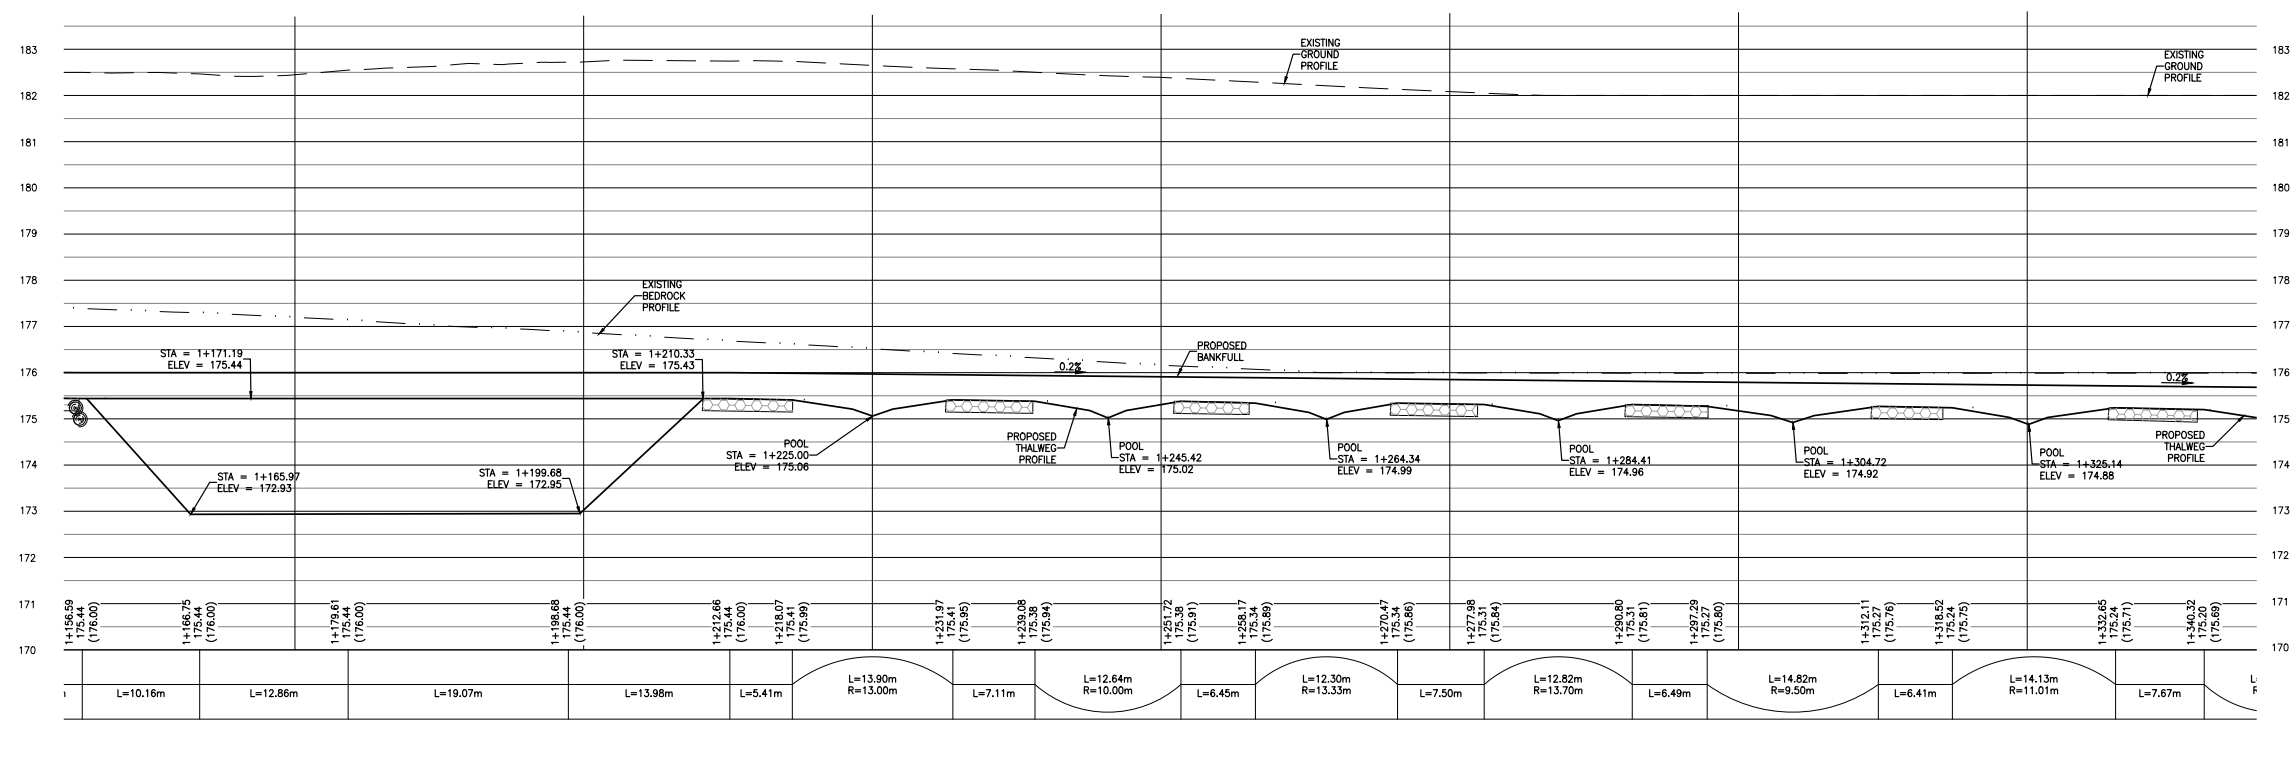 183
182
181
180
179
178
177
176
175
174
173
172
171
170
183
182
181
180
179
178
177
176
175
174
173
172
171
170
EXISTING
GROUND
PROFILE
EXISTING
GROUND
PROFILE
EXISTING
BEDROCK
PROFILE
STA = 1+171.19
ELEV = 175.44
STA = 1+210.33
ELEV = 175.43
PROPOSED
BANKFULL
0.2%
0.2%
STA = 1+165.97
ELEV = 172.93
STA = 1+199.68
ELEV = 172.95
POOL
STA = 1+225.00
ELEV = 175.06
PROPOSED
THALWEG
PROFILE
POOL
STA = 1+245.42
ELEV = 175.02
POOL
STA = 1+264.34
ELEV = 174.99
POOL
STA = 1+284.41
ELEV = 174.96
POOL
STA = 1+304.72
ELEV = 174.92
POOL
STA = 1+325.14
ELEV = 174.88
PROPOSED
THALWEG
PROFILE
1+156.59
175.44
(176.00)
1+166.75
175.44
(176.00)
1+179.61
175.44
(176.00)
1+198.68
175.44
(176.00)
1+212.66
175.44
(176.00)
1+218.07
175.41
(175.99)
1+231.97
175.41
(175.95)
1+239.08
175.38
(175.94)
1+251.72
175.38
(175.91)
1+258.17
175.34
(175.89)
1+270.47
175.34
(175.86)
1+277.98
175.31
(175.84)
1+290.80
175.31
(175.81)
1+297.29
175.27
(175.80)
1+312.11
175.27
(175.76)
1+318.52
175.24
(175.75)
1+332.65
175.24
(175.71)
1+340.32
175.20
(175.69)
L=10.16m
L=12.86m
L=19.07m
L=13.98m
L=5.41m
L=13.90m
R=13.00m
L=7.11m
L=12.64m
R=10.00m
L=6.45m
L=12.30m
R=13.33m
L=7.50m
L=12.82m
R=13.70m
L=6.49m
L=14.82m
R=9.50m
L=6.41m
L=14.13m
R=11.01m
L=7.67m